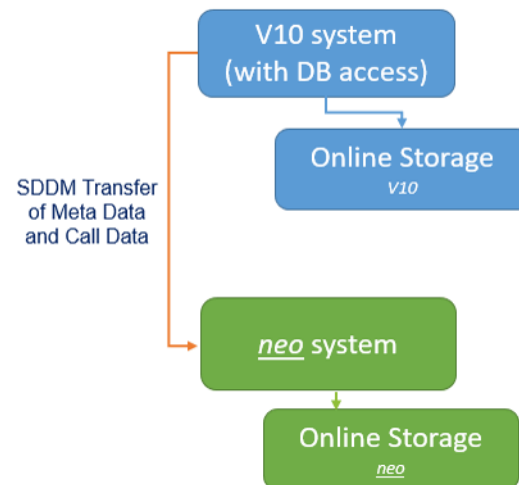 V10 system
(with DB access)
Online Storage
V10
SDDM Transfer
of Meta Data
and Call Data
neo system
Online Storage
neo